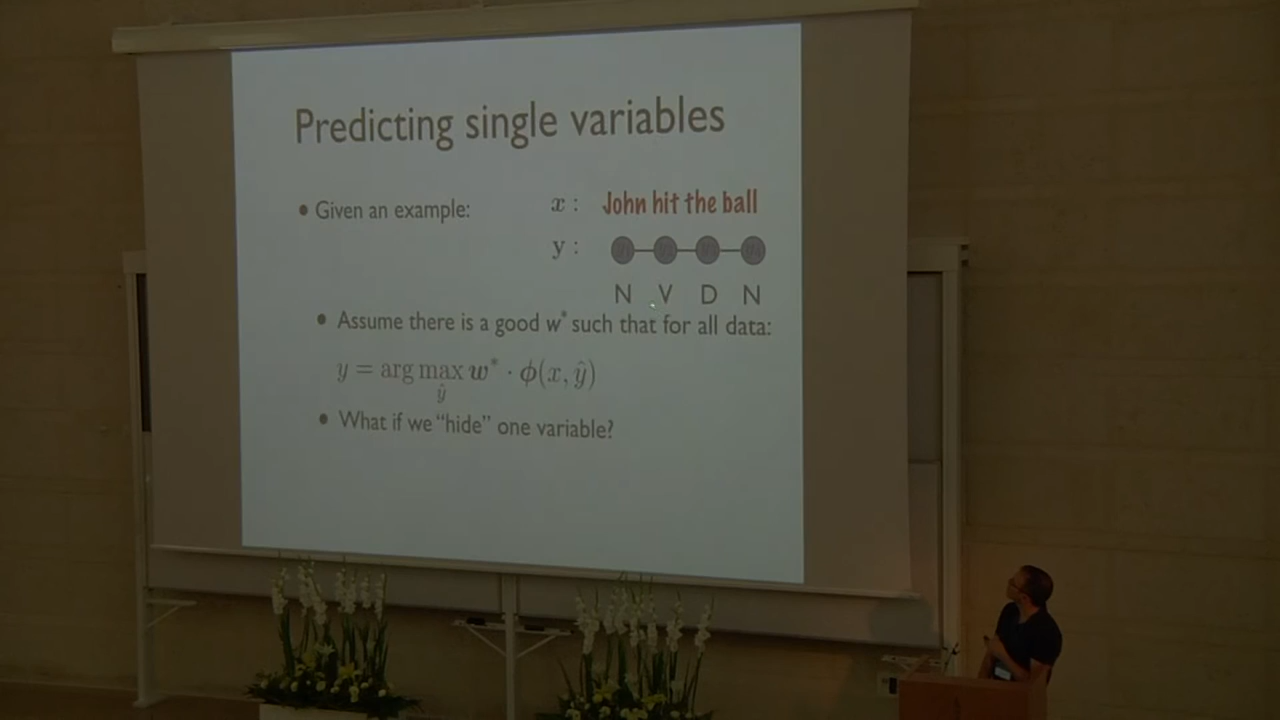 Predicting single variables
• Given an example:
x : John hit the ball
y :
N V D N
• Assume there is a good w* such that for all data:
y = arg max w* · ϕ(x, ŷ)
ŷ
• What if we “hide” one variable?